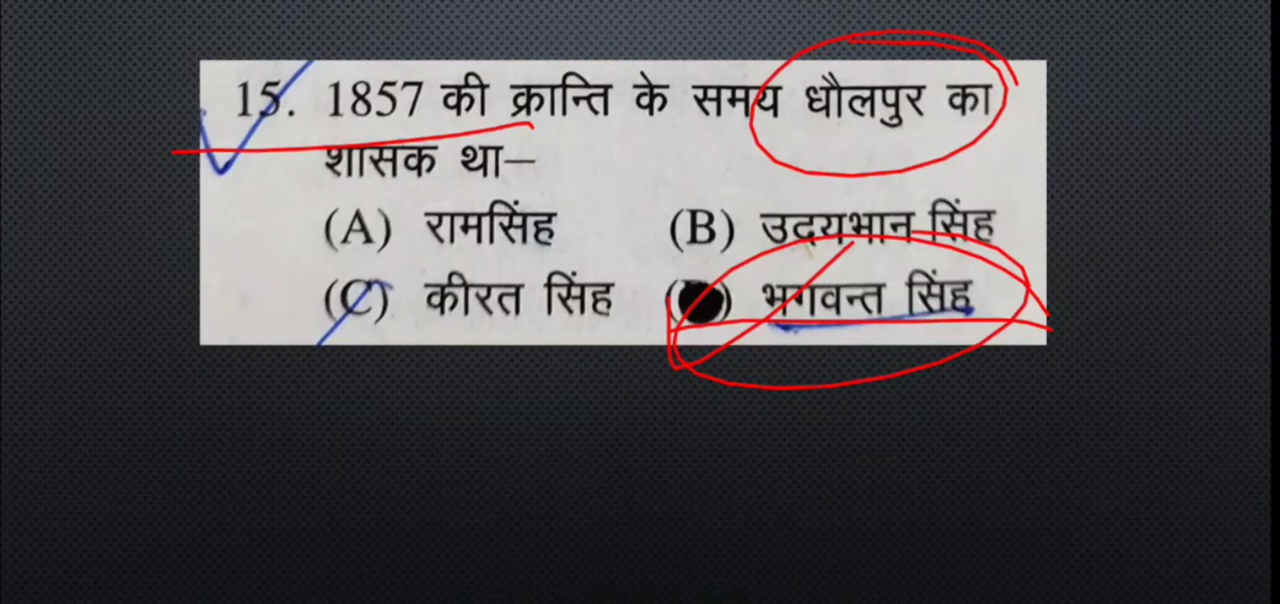 15. 1857 की क्रान्ति के समय धौलपुर का
शासक था–
(A) रामसिंह (B) उदयभान सिंह
(C) कीरत सिंह ( ) भगवन्त सिंह